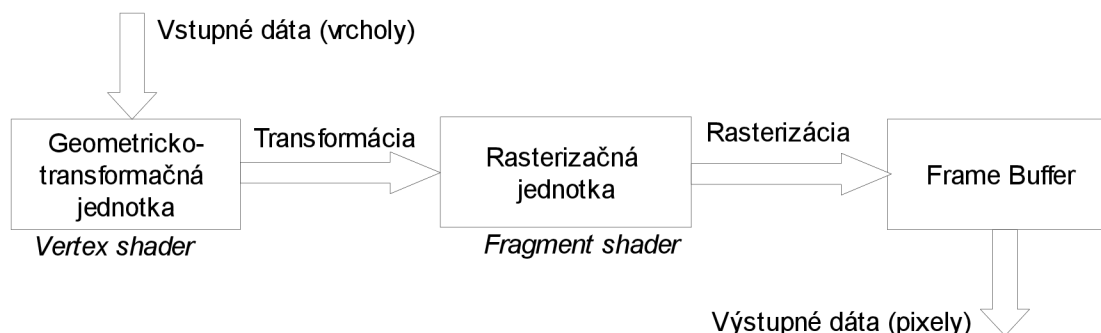 Vstupné dáta (vrcholy)
Geometricko-
transformačná
jednotka
Vertex shader
Transformácia
Rasterizačná
jednotka
Fragment shader
Rasterizácia
Frame Buffer
Výstupné dáta (pixely)